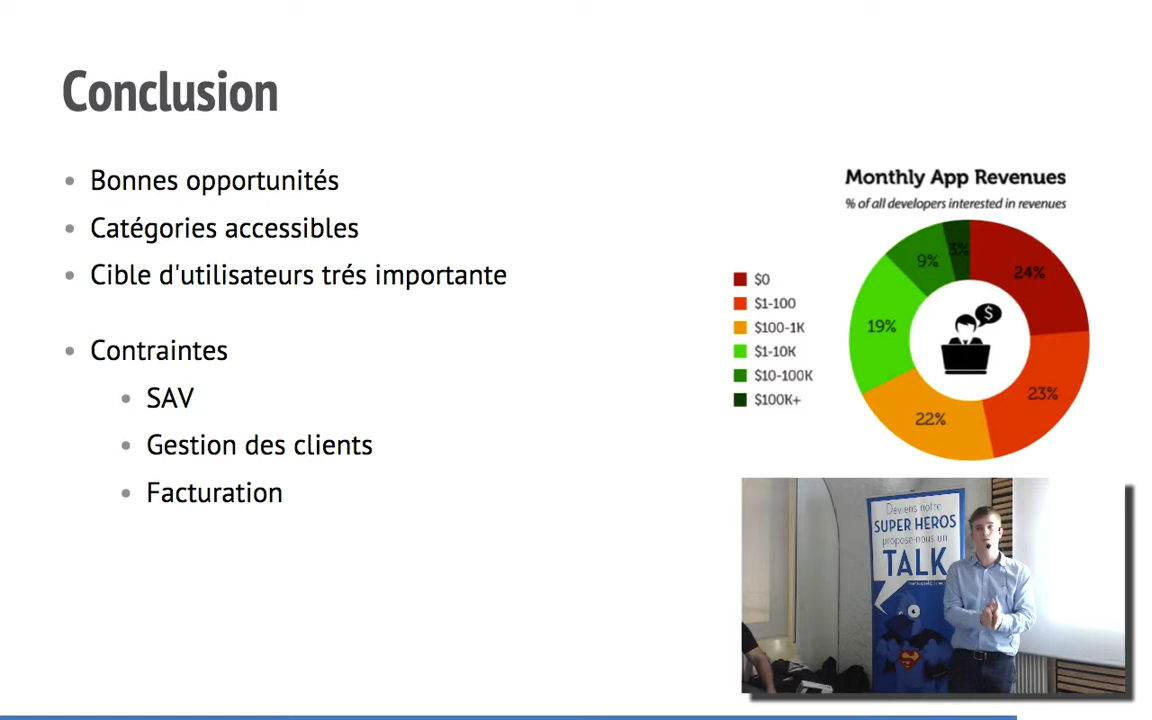 Conclusion
Bonnes opportunités
Catégories accessibles
Cible d'utilisateurs trés importante
Contraintes
SAV
Gestion des clients
Facturation
Monthly App Revenues
% of all developers interested in revenues
$0
$1-100
$100-1K
$1-10K
$10-100K
$100K+
3%
9%
24%
19%
23%
22%
$
Deviens notre
SUPER HEROS
propose-nous un
TALK